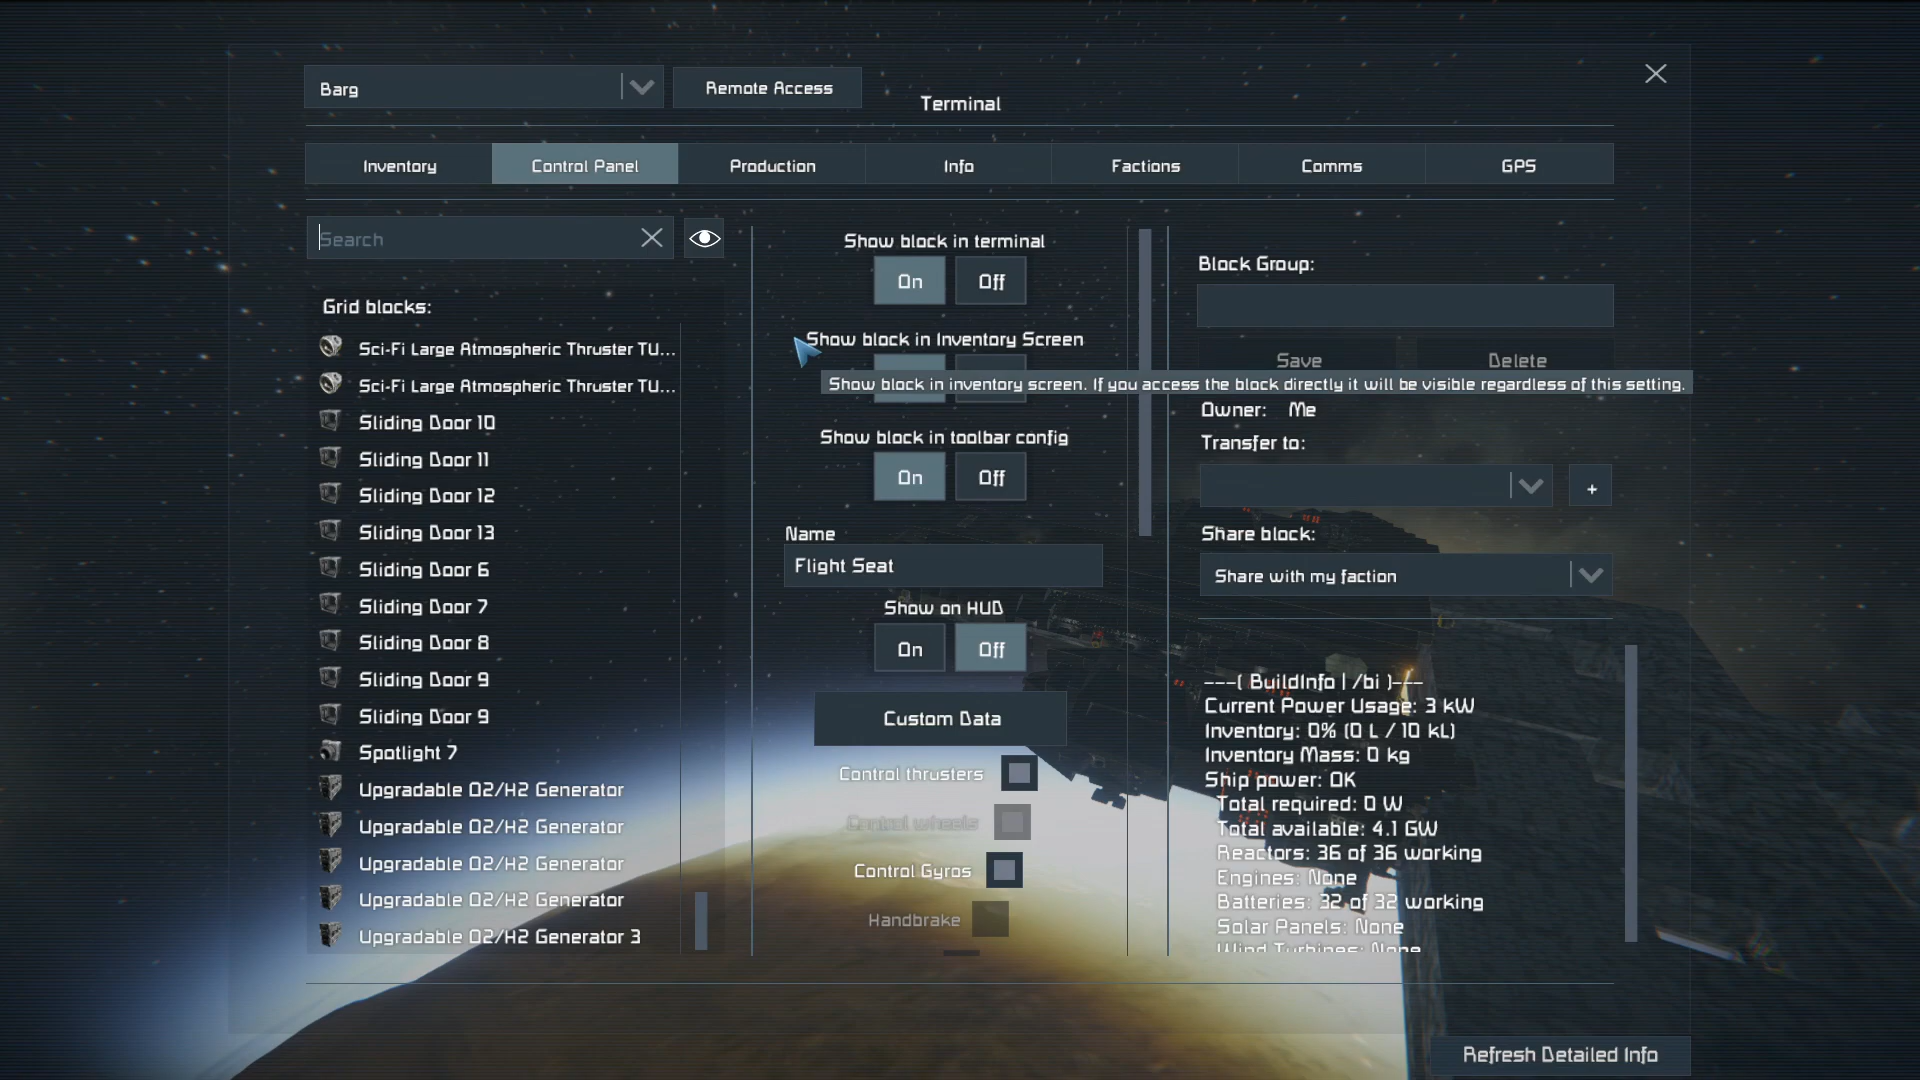 Barg
Remote Access
Terminal
Inventory
Control Panel
Production
Info
Factions
Comms
GPS
Search
Grid blocks:
Sci-Fi Large Atmospheric Thruster TU...
Sci-Fi Large Atmospheric Thruster TU...
Sliding Door 10
Sliding Door 11
Sliding Door 12
Sliding Door 13
Sliding Door 6
Sliding Door 7
Sliding Door 8
Sliding Door 9
Sliding Door 9
Spotlight 7
Upgradable O2/H2 Generator
Upgradable O2/H2 Generator
Upgradable O2/H2 Generator
Upgradable O2/H2 Generator
Upgradable O2/H2 Generator 3
Show block in terminal
On Off
Show block in Inventory Screen
Show block in inventory screen. If you access the block directly it will be visible regardless of this setting.
Show block in toolbar config
On Off
Name
Flight Seat
Show on HUD
On Off
Custom Data
Control thrusters
Control wheels
Control Gyros
Handbrake
Block Group:
Save Delete
Owner: Me
Transfer to:
+
Share block:
Share with my faction
---( BuildInfo | /bi )---
Current Power Usage: 3 kW
Inventory: 0% (0 L / 10 kL)
Inventory Mass: 0 kg
Ship power: OK
Total required: 0 W
Total available: 4.1 GW
Reactors: 36 of 36 working
Engines: None
Batteries: 32 of 32 working
Solar Panels: None
Wind Turbines: None
Refresh Detailed Info